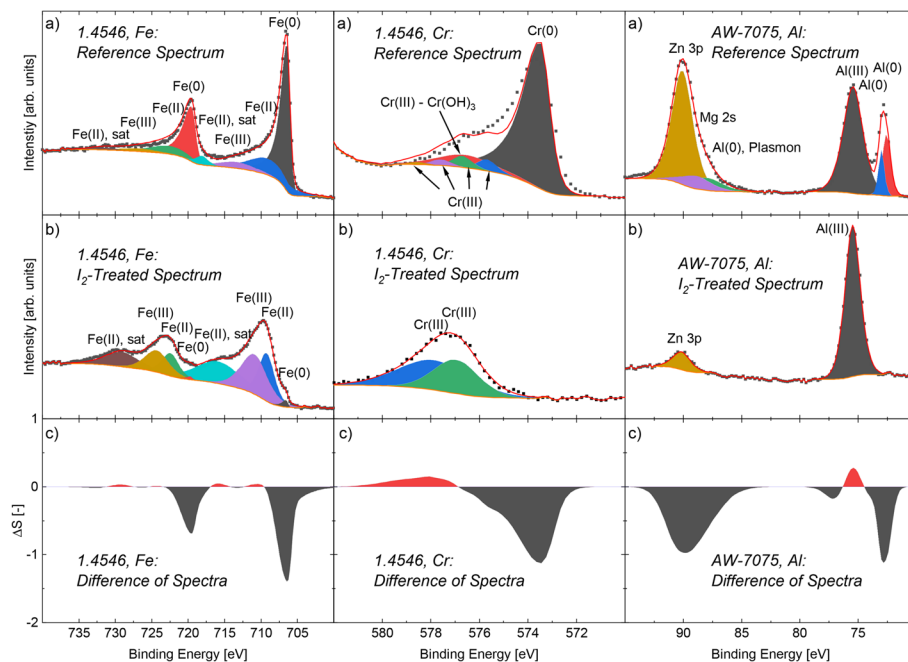 a)
1.4546, Fe:
Reference Spectrum
Fe(0)
Fe(0)
Fe(II)
Fe(III)
Fe(II), sat
Fe(II), sat
Fe(III)
Fe(II)
Intenstiy [arb. units]
a)
1.4546, Cr:
Reference Spectrum
Cr(0)
Cr(III) - Cr(OH)3
Cr(III)
a)
AW-7075, Al:
Reference Spectrum
Zn 3p
Mg 2s
Al(0), Plasmon
Al(III)
Al(0)
Al(0)
b)
1.4546, Fe:
I2-Treated Spectrum
Fe(III)
Fe(II), sat
Fe(II)
Fe(0)
Fe(II), sat
Fe(III)
Fe(II)
Fe(0)
Intensity [arb. units]
b)
1.4546, Cr:
I2-Treated Spectrum
Cr(III)
Cr(III)
b)
AW-7075, Al:
I2-Treated Spectrum
Al(III)
Zn 3p
c)
1.4546, Fe:
Difference of Spectra
c)
1.4546, Cr:
Difference of Spectra
c)
AW-7075, Al:
Difference of Spectra
ΔS [-]
1
0
-1
-2
735 730 725 720 715 710 705
580 578 576 574 572
90 85 80 75
Binding Energy [eV]
Binding Energy [eV]
Binding Energy [eV]